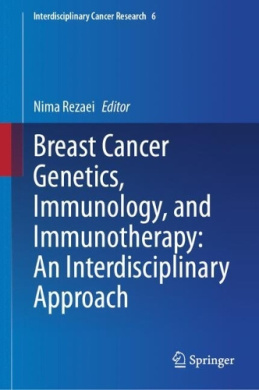 Interdisciplinary Cancer Research 6
Nima Rezaei Editor
Breast Cancer
Genetics,
Immunology, and
Immunotherapy:
An Interdisciplinary
Approach
Springer